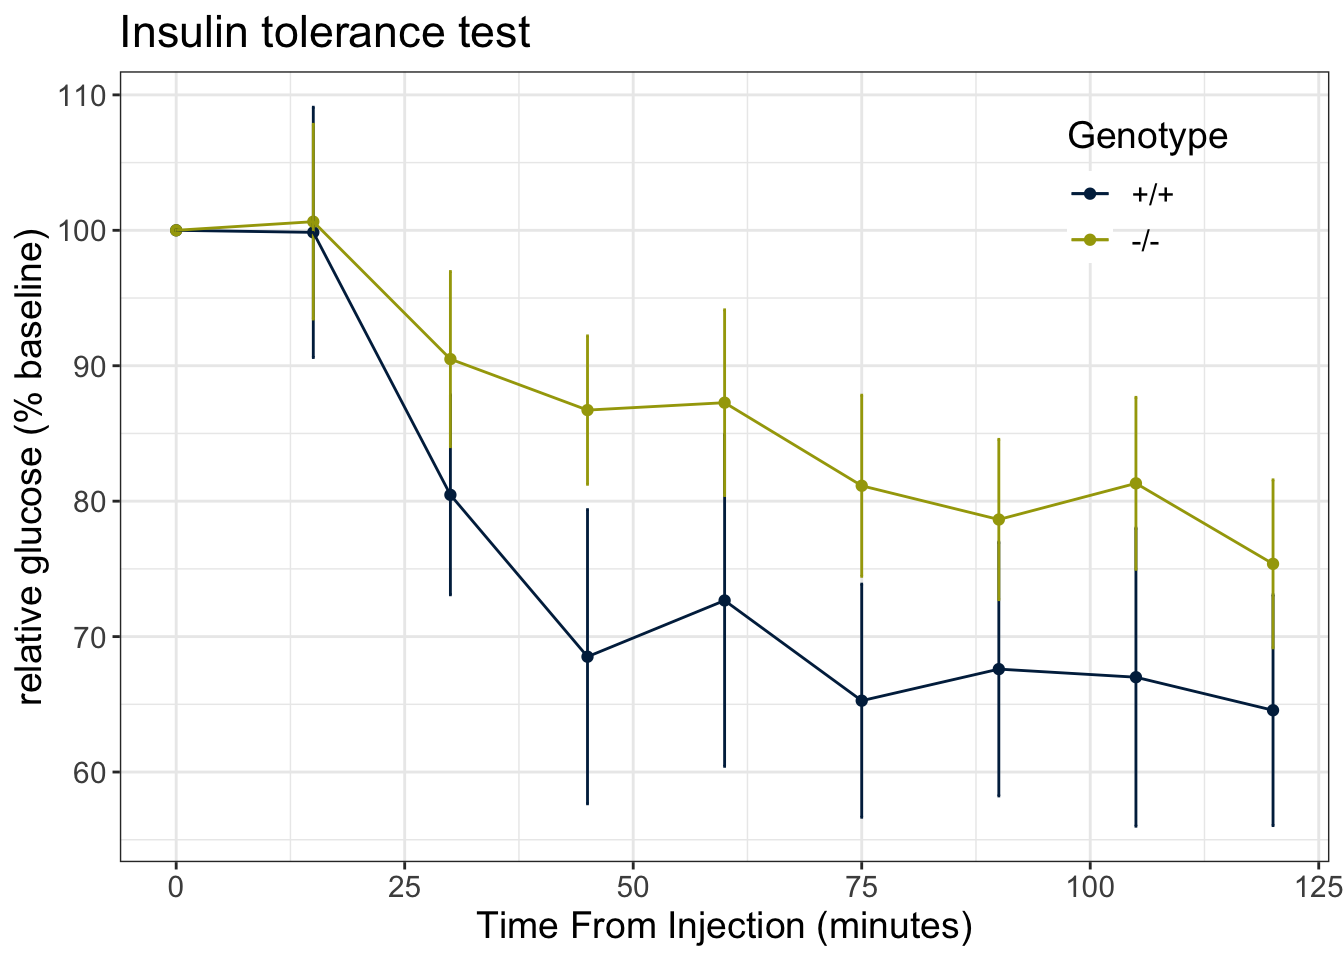 Insulin tolerance test
110
100
90
80
70
60
relative glucose (% baseline)
Genotype
+/+
-/-
0 25 50 75 100 125
Time From Injection (minutes)